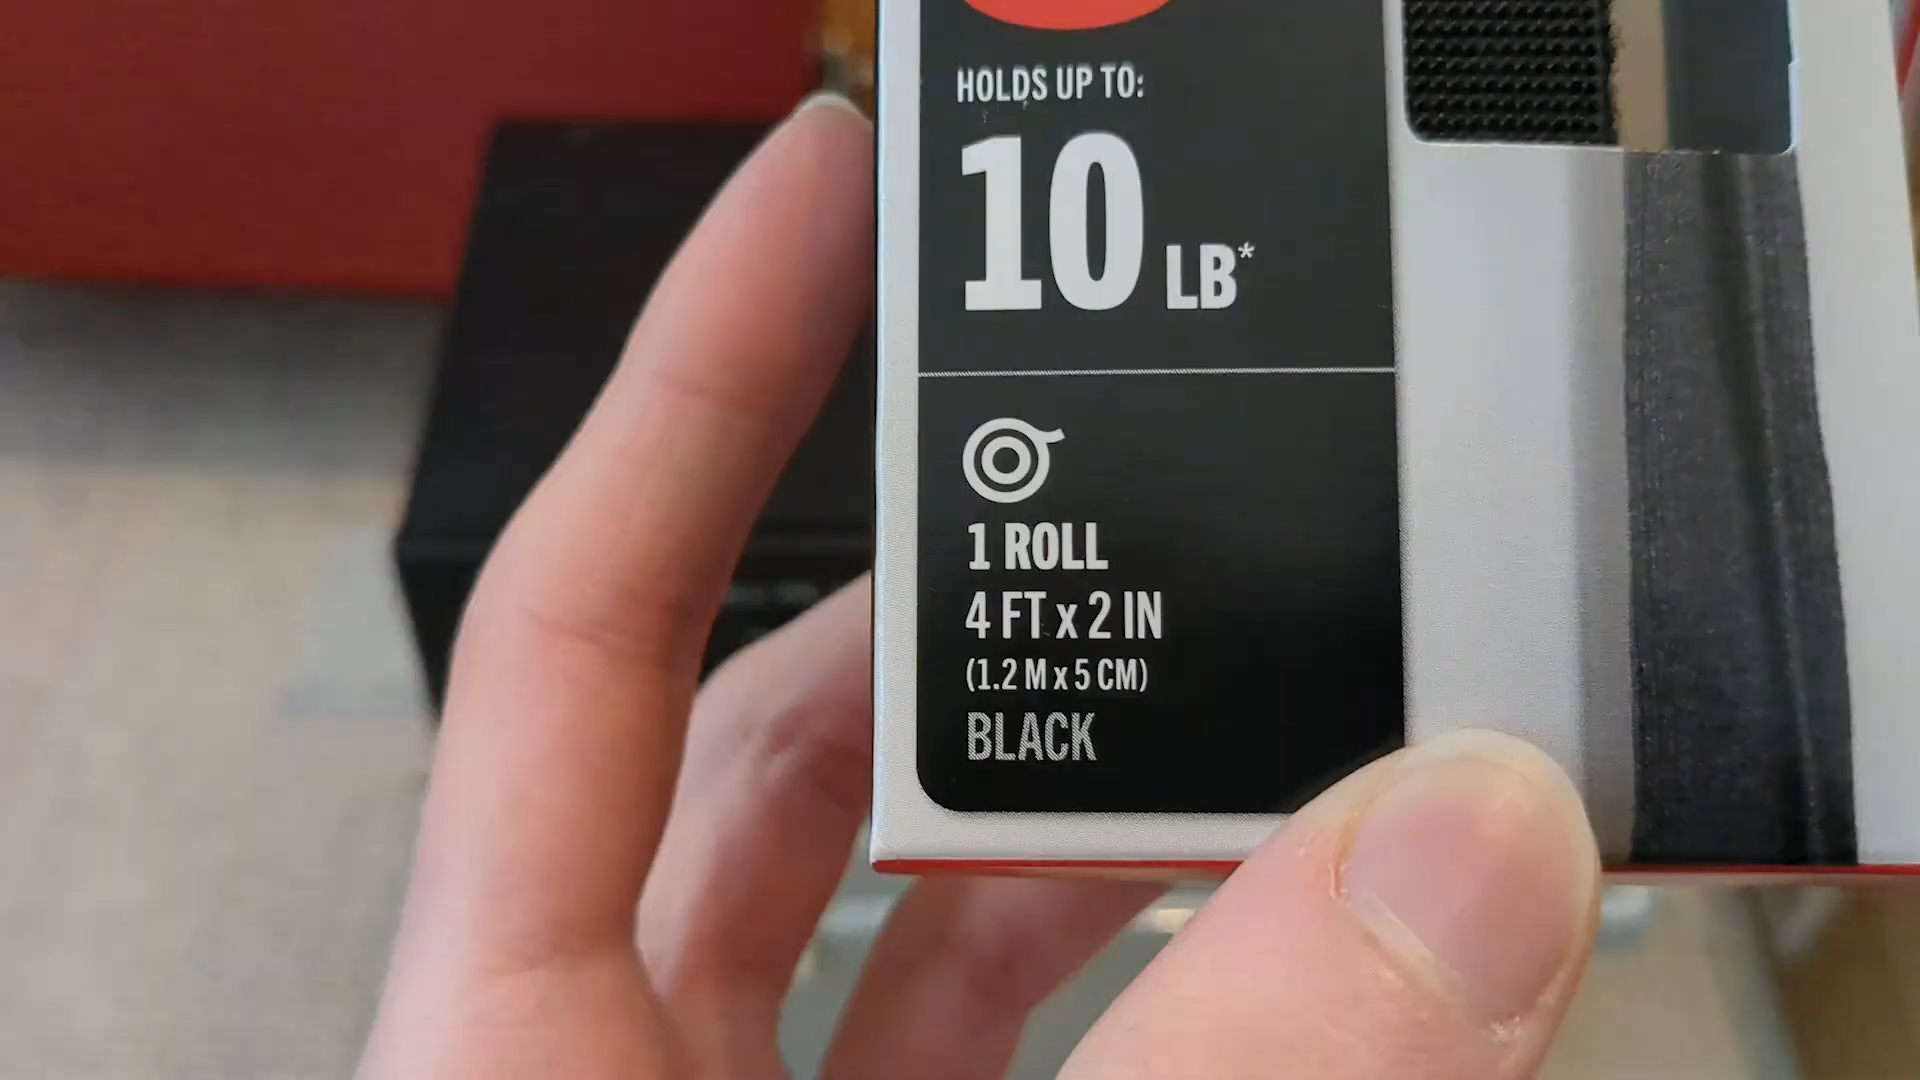 HOLDS UP TO:
10 LB*
1 ROLL
4 FT x 2 IN
(1.2 M x 5 CM)
BLACK